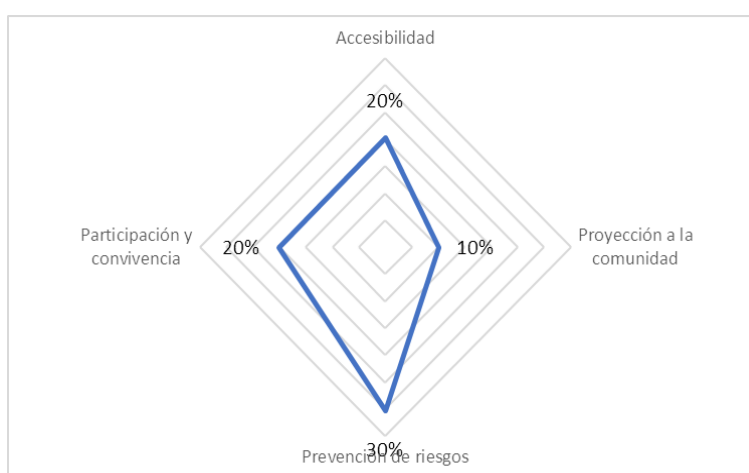 Accesibilidad
20%
Participación y
convivencia
20%
10%
Proyección a la
comunidad
30%
Prevención de riesgos